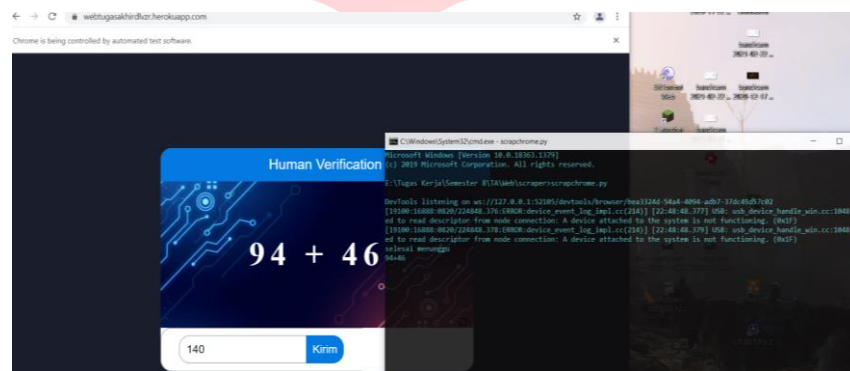 webtugasakhirdlxzr.herokuapp.com
Chrome is being controlled by automated test software.
Human Verification
94 + 46
140
Kirim
C:\Windows\System32\cmd.exe - scrapchrome.py
Microsoft Windows [Version 10.0.18363.1379]
(c) 2019 Microsoft Corporation. All rights reserved.
E:\Tugas Kerja\Semester 8\TA\Web\scraper>scrapchrome.py
DevTools listening on ws://127.0.0.1:52105/devtools/browser/
[19100:16888:0820/224848.376:ERROR:device_event_log_impl.cc(214)] [22:48:48.377] USB: usb_device_handle_win.cc:1048
ed to read descriptor from node connection: A device attached to the system is not functioning. (0x1F)
[19100:16888:0820/224848.378:ERROR:device_event_log_impl.cc(214)] [22:48:48.379] USB: usb_device_handle_win.cc:1048
ed to read descriptor from node connection: A device attached to the system is not functioning. (0x1F)
selesai menunggu
94+46